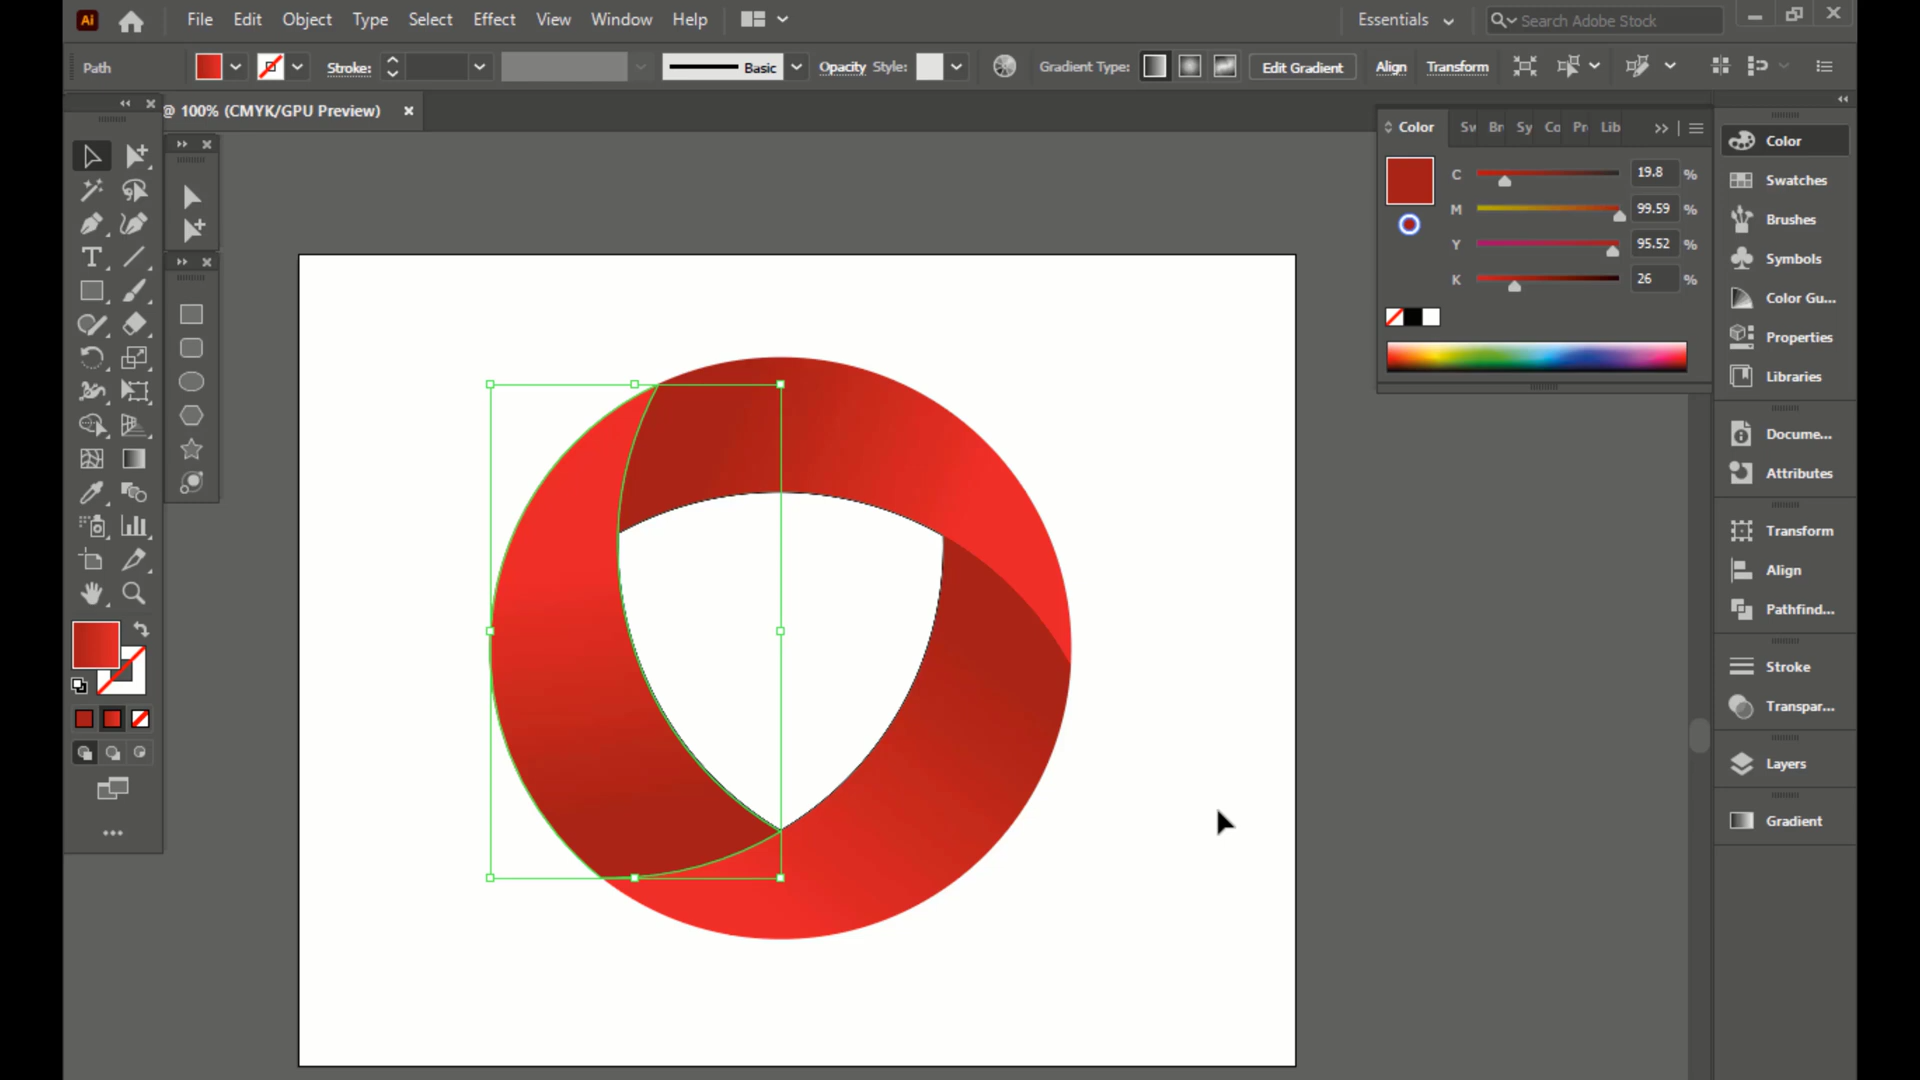 Ai File Edit Object Type Select Effect View Window Help Essentials Search Adobe Stock
Path Stroke: Basic Opacity Style: Gradient Type: Edit Gradient Align Transform
@ 100% (CMYK/GPU Preview)
Color Sw Br Sy Co Pr Lib
C 19.8 %
M 99.59 %
Y 95.52 %
K 26 %
Color
Swatches
Brushes
Symbols
Color Gu...
Properties
Libraries
Docume...
Attributes
Transform
Align
Pathfind...
Stroke
Transpar...
Layers
Gradient
T